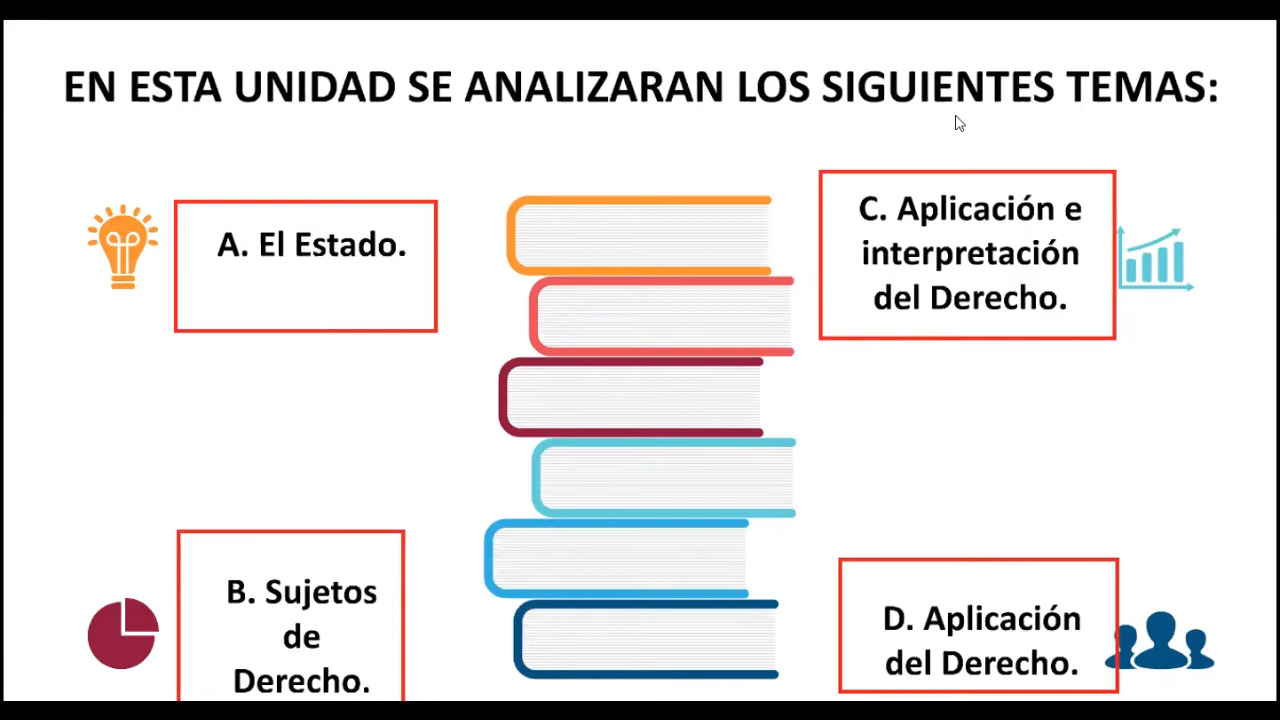 EN ESTA UNIDAD SE ANALIZARAN LOS SIGUIENTES TEMAS:
A. El Estado.
B. Sujetos
de
Derecho.
C. Aplicación e
interpretación
del Derecho.
D. Aplicación
del Derecho.